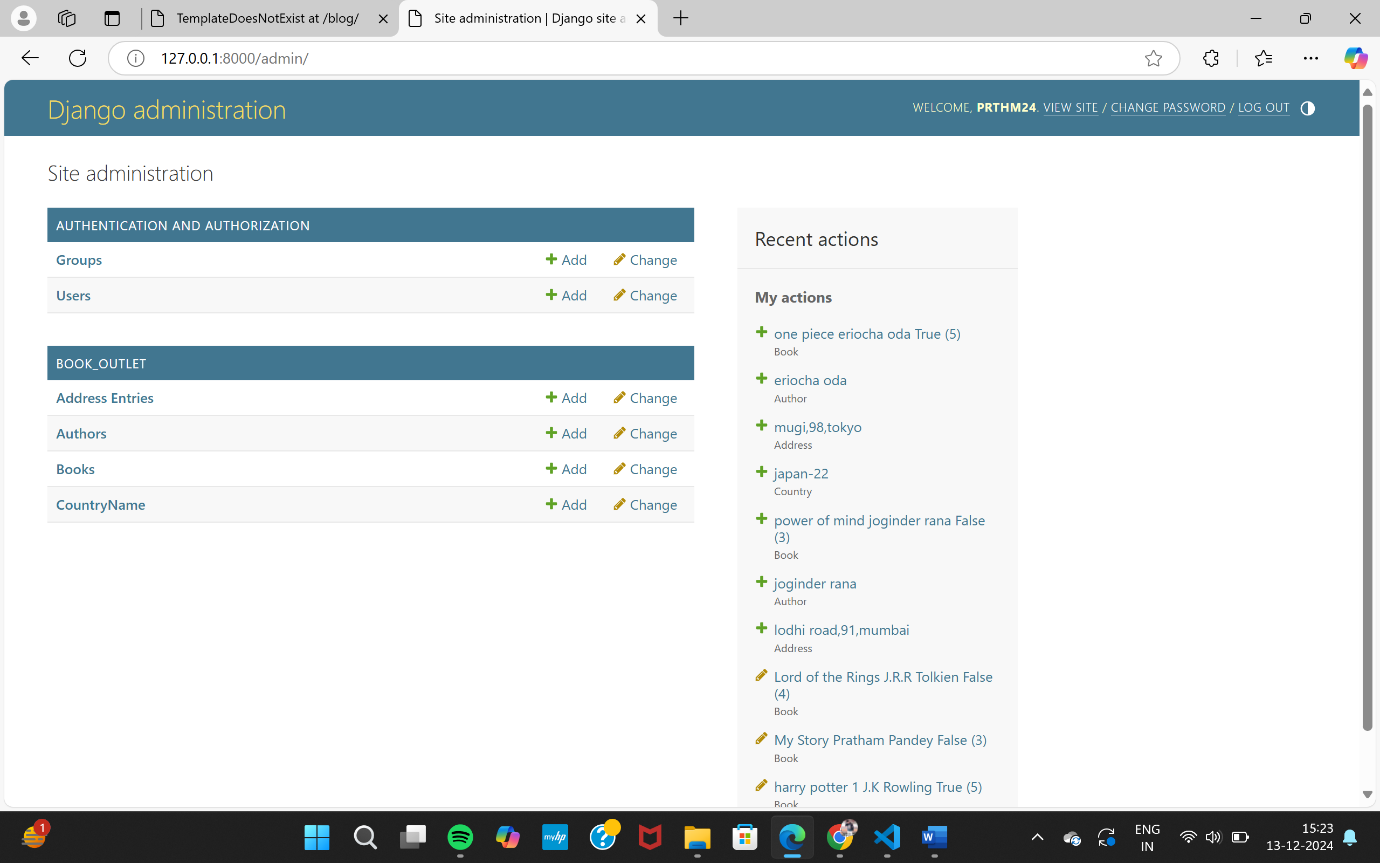 TemplateDoesNotExist at /blog/
Site administration | Django site a
127.0.0.1:8000/admin/
Django administration
WELCOME, PRTHM24. VIEW SITE / CHANGE PASSWORD / LOG OUT
Site administration
AUTHENTICATION AND AUTHORIZATION
Groups Add Change
Users Add Change
BOOK_OUTLET
Address Entries Add Change
Authors Add Change
Books Add Change
CountryName Add Change
Recent actions
My actions
one piece eriocha oda True (5)
Book
eriocha oda
Author
mugi,98,tokyo
Address
japan-22
Country
power of mind joginder rana False
(3)
Book
joginder rana
Author
lodhi road,91,mumbai
Address
Lord of the Rings J.R.R Tolkien False
(4)
Book
My Story Pratham Pandey False (3)
Book
harry potter 1 J.K Rowling True (5)
Book
1
myhp
ENG
IN
15:23
13-12-2024